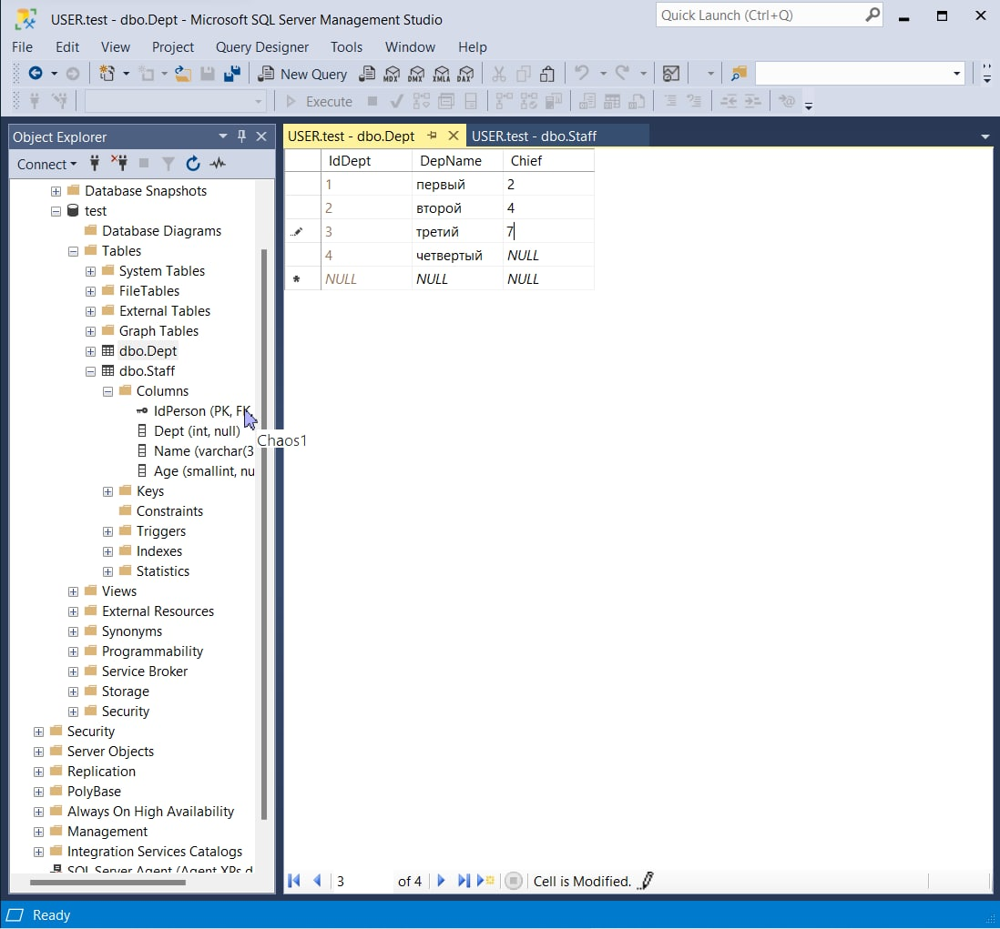 USER.test - dbo.Dept - Microsoft SQL Server Management Studio
Quick Launch (Ctrl+Q)
File Edit View Project Query Designer Tools Window Help
New Query MDX DMX XMLA DAX
Execute
Object Explorer
Connect
Database Snapshots
test
Database Diagrams
Tables
System Tables
FileTables
External Tables
Graph Tables
dbo.Dept
dbo.Staff
Columns
IdPerson (PK, FK,
Dept (int, null)
Chaos1
Name (varchar(3
Age (smallint, nu
Keys
Constraints
Triggers
Indexes
Statistics
Views
External Resources
Synonyms
Programmability
Service Broker
Storage
Security
Security
Server Objects
Replication
PolyBase
Always On High Availability
Management
Integration Services Catalogs
SQL Server Agent (Agent XPs d
USER.test - dbo.Dept USER.test - dbo.Staff
IdDept DepName Chief
1 первый 2
2 второй 4
3 третий 7
4 четвертый NULL
* NULL NULL NULL
3 of 4 Cell is Modified.
Ready